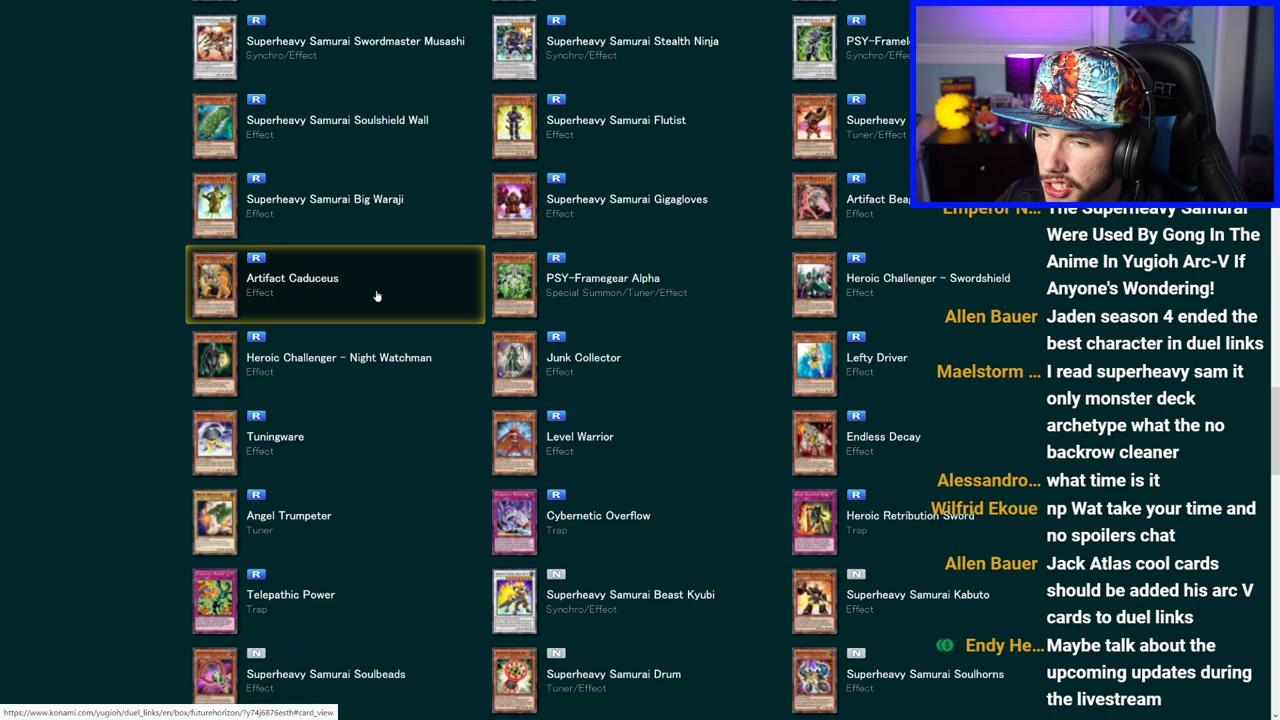 R R R
Superheavy Samurai Swordmaster Musashi
Synchro/Effect
Superheavy Samurai Stealth Ninja
Synchro/Effect
Synchro/Effect
R R R
Superheavy Samurai Soulshield Wall
Effect
Superheavy Samurai Flutist
Effect
Superheavy
Tuner/Effect
R R R
Superheavy Samurai Big Waraji
Effect
Superheavy Samurai Gigagloves
Effect
Artifact
Effect
R R R
Artifact Caduceus
Effect
PSY-Framegear Alpha
Special Summon/Tuner/Effect
Heroic Challenger - Swordshield
Effect
R R R
Heroic Challenger - Night Watchman
Effect
Junk Collector
Effect
Lefty Driver
Effect
R R R
Tuningware
Effect
Level Warrior
Effect
Endless Decay
Effect
R R R
Angel Trumpeter
Tuner
Cybernetic Overflow
Trap
Heroic Retribution Sword
Trap
R N N
Telepathic Power
Trap
Superheavy Samurai Beast Kyubi
Synchro/Effect
Superheavy Samurai Kabuto
Effect
N N N
Superheavy Samurai Soulbeads
Effect
Superheavy Samurai Drum
Tuner/Effect
Superheavy Samurai Soulhorns
Effect
https://www.konami.com/yugioh/duel_links/en/box/futurehorizon/?y74j6876esth#card_view
Were Used By Gong In The
Anime In Yugioh Arc-V If
Anyone's Wondering!
Allen Bauer Jaden season 4 ended the
best character in duel links
Maelstorm ... I read superheavy sam it
only monster deck
archetype what the no
backrow cleaner
Alessandro... what time is it
Wilfrid Ekoue np Wat take your time and
no spoilers chat
Allen Bauer Jack Atlas cool cards
should be added he arc V
cards to duel links
Endy He... Maybe talk about the
upcoming updates during
the livestream